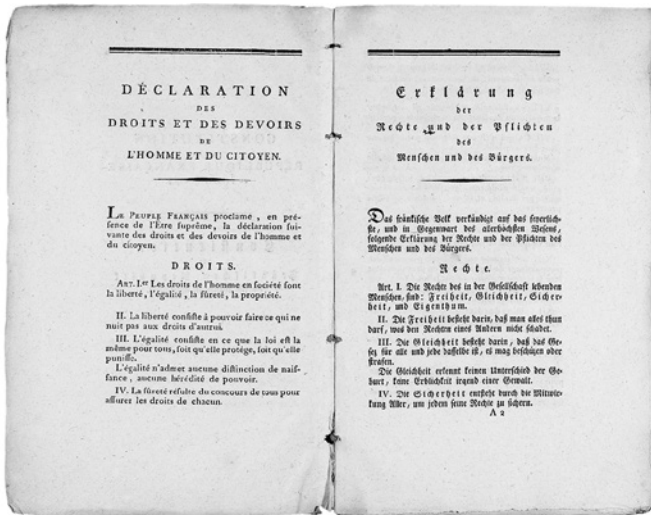 DÉCLARATION
DES
DROITS ET DES DEVOIRS
DE
L'HOMME ET DU CITOYEN.
LE PEUPLE FRANÇAIS proclame, en pré-
ſence de l'Être ſuprême, la déclaration ſui-
vante des droits et des devoirs de l'homme et
du citoyen.
DROITS.
ART. I.er Les droits de l'homme en ſociété ſont
la liberté, l'égalité, la ſûreté, la propriété.
II. La liberté conſiſte à pouvoir faire ce qui ne
nuit pas aux droits d'autrui.
III. L'égalité conſiſte en ce que la loi eſt la
même pour tous, ſoit qu'elle protége, ſoit qu'elle
puniſſe.
L'égalité n'admet aucune diſtinction de naiſ-
ſance, aucune hérédité de pouvoir.
IV. La ſûreté réſulte du concours de tous pour
aſſurer les droits de chacun.
Erklärung
der
Rechte und der Pflichten
des
Menschen und des Bürgers.
Das fränkische Volk verkündigt auf das feyerlich-
ste, und in Gegenwart des allerhöchsten Wesens,
folgende Erklärung der Rechte und der Pflichten des
Menschen und des Bürgers.
Rechte.
Art. I. Die Rechte des in der Gesellschaft lebenden
Menschen, sind: Freiheit, Gleichheit, Sicher-
heit, und Eigenthum.
II. Die Freiheit besteht darin, daß man alles thun
darf, was den Rechten eines Andern nicht schadet.
III. Die Gleichheit besteht darin, daß das Ge-
setz für alle und jede dasselbe ist, es mag beschützen oder
strafen.
Die Gleichheit erkennt keinen Unterschied der Ge-
burt, keine Erblichkeit irgend einer Gewalt.
IV. Die Sicherheit entsteht durch die Mitwir-
kung Aller, um jedem seine Rechte zu sichern.
A 2